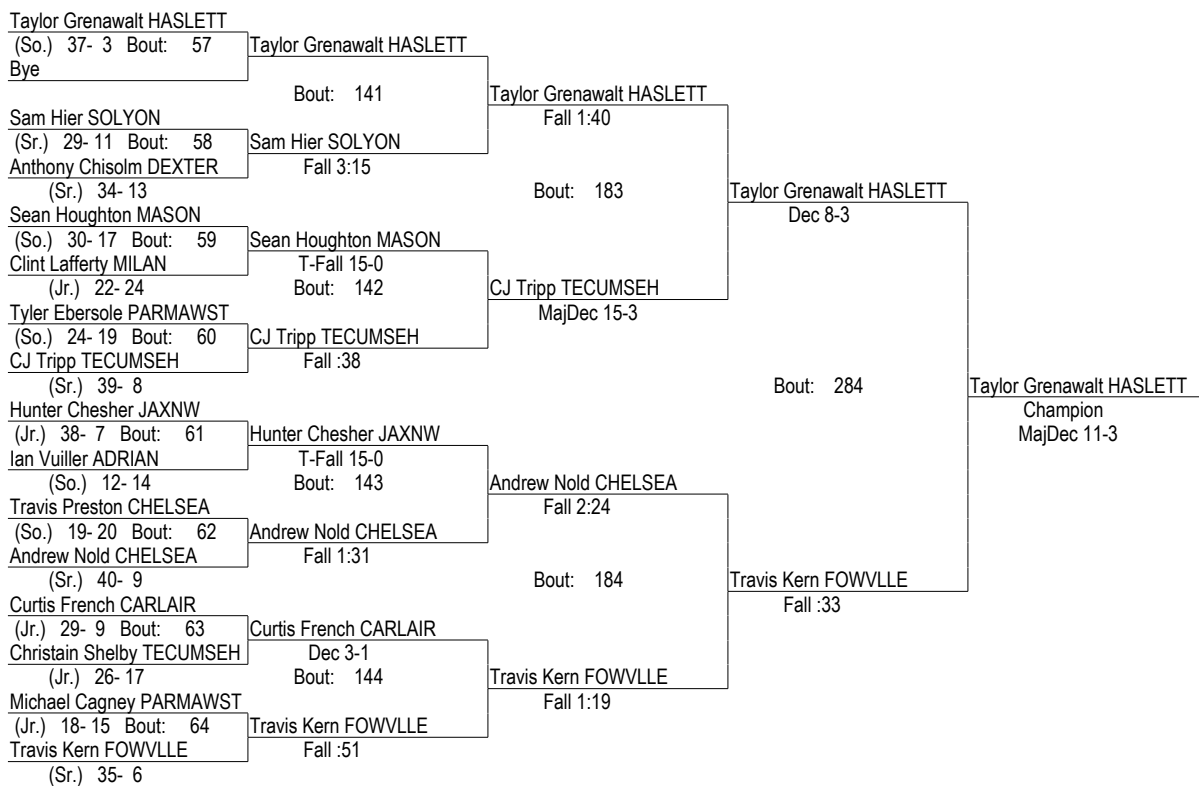 Taylor Grenawalt HASLETT
(So.) 37- 3 Bout: 57 Taylor Grenawalt HASLETT
Bye
Bout: 141 Taylor Grenawalt HASLETT
Sam Hier SOLYON Fall 1:40
(Sr.) 29- 11 Bout: 58 Sam Hier SOLYON
Anthony Chisolm DEXTER Fall 3:15
(Sr.) 34- 13 Bout: 183 Taylor Grenawalt HASLETT
Sean Houghton MASON Dec 8-3
(So.) 30- 17 Bout: 59 Sean Houghton MASON
Clint Lafferty MILAN T-Fall 15-0
(Jr.) 22- 24 Bout: 142 CJ Tripp TECUMSEH
Tyler Ebersole PARMAWST MajDec 15-3
(So.) 24- 19 Bout: 60 CJ Tripp TECUMSEH
CJ Tripp TECUMSEH Fall :38
(Sr.) 39- 8 Bout: 284 Taylor Grenawalt HASLETT
Hunter Chesher JAXNW Champion
(Jr.) 38- 7 Bout: 61 Hunter Chesher JAXNW MajDec 11-3
Ian Vuiller ADRIAN T-Fall 15-0
(So.) 12- 14 Bout: 143 Andrew Nold CHELSEA
Travis Preston CHELSEA Fall 2:24
(So.) 19- 20 Bout: 62 Andrew Nold CHELSEA
Andrew Nold CHELSEA Fall 1:31
(Sr.) 40- 9 Bout: 184 Travis Kern FOWVLLE
Curtis French CARLAIR Fall :33
(Jr.) 29- 9 Bout: 63 Curtis French CARLAIR
Christain Shelby TECUMSEH Dec 3-1
(Jr.) 26- 17 Bout: 144 Travis Kern FOWVLLE
Michael Cagney PARMAWST Fall 1:19
(Jr.) 18- 15 Bout: 64 Travis Kern FOWVLLE
Travis Kern FOWVLLE Fall :51
(Sr.) 35- 6